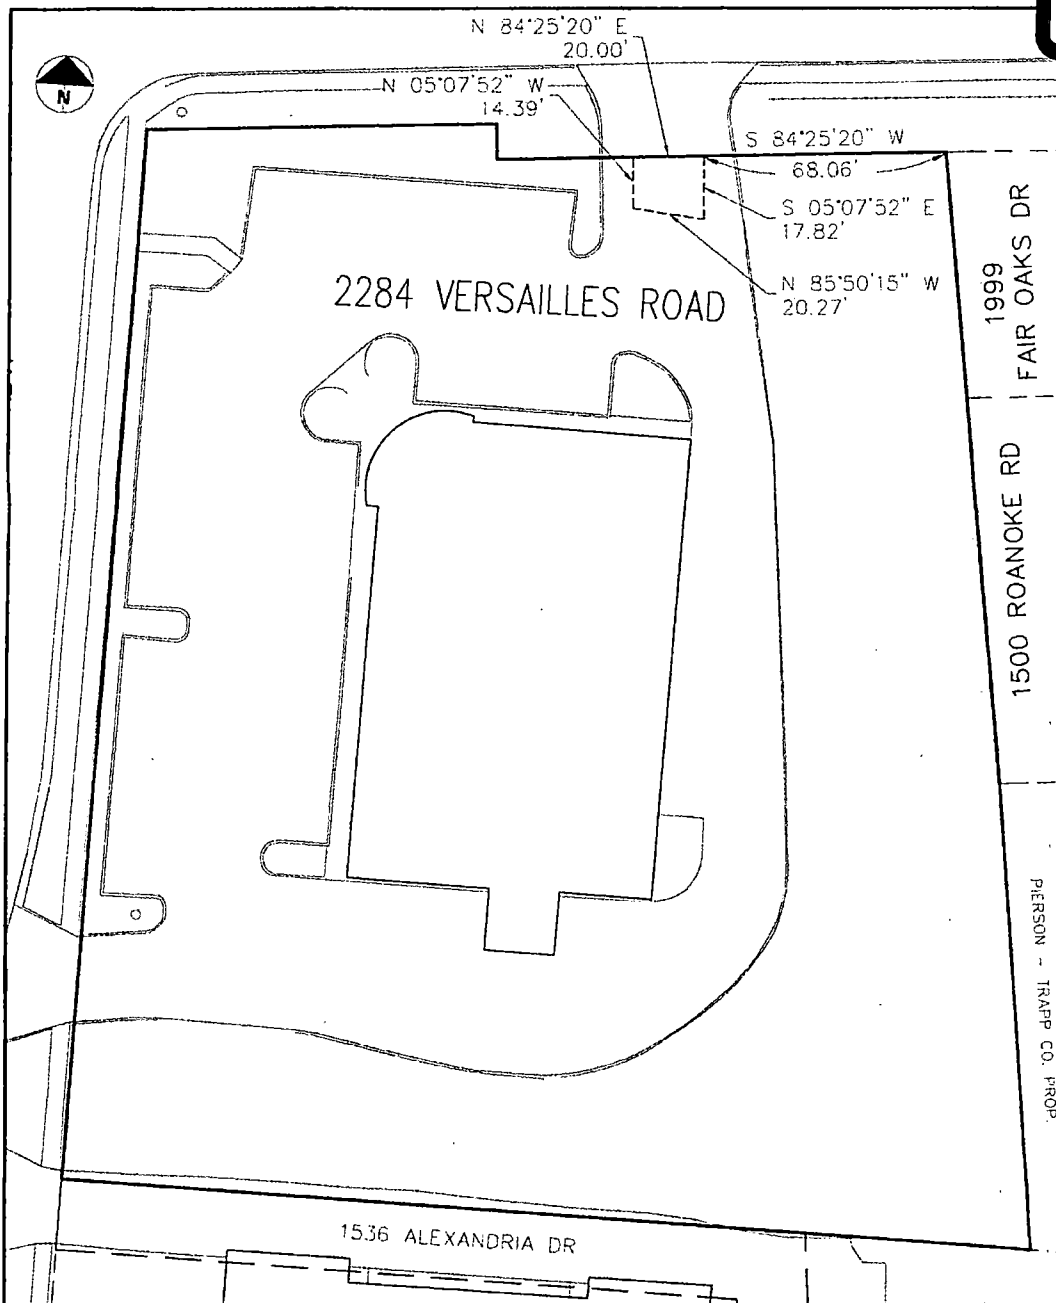 N 84°25'20" E
20.00'
N
N 05°07'52" W
14.39'
S 84°25'20" W
68.06'
S 05°07'52" E
17.82'
N 85°50'15" W
20.27'
2284 VERSAILLES ROAD
1999
FAIR OAKS DR
1500 ROANOKE RD
PIERSON - TRAPP CO. PROP.
1536 ALEXANDRIA DR